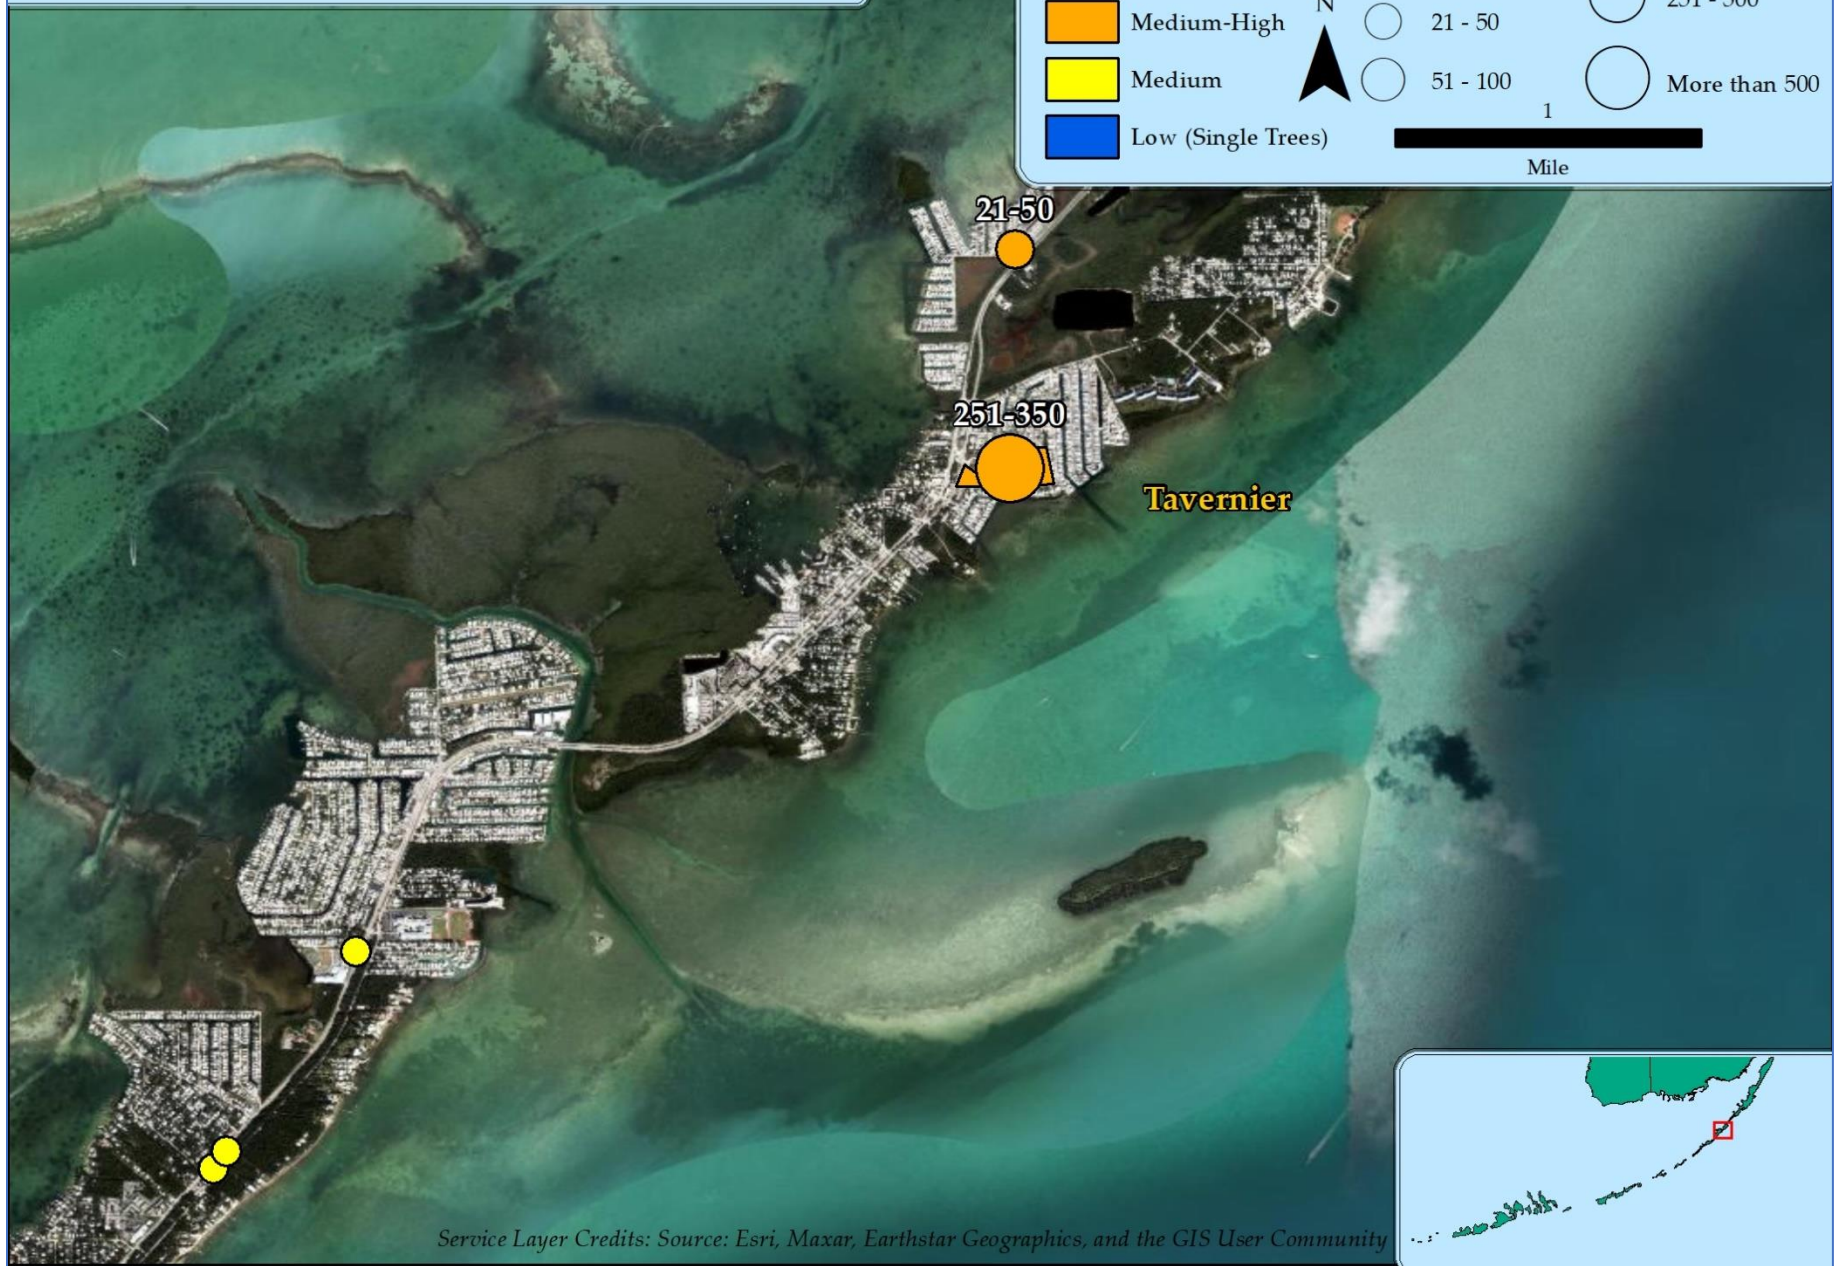 N
Medium-High
21 - 50
Medium
51 - 100
More than 500
1
Low (Single Trees)
Mile
21-50
251-350
Tavernier
Service Layer Credits: Source: Esri, Maxar, Earthstar Geographics, and the GIS User Community